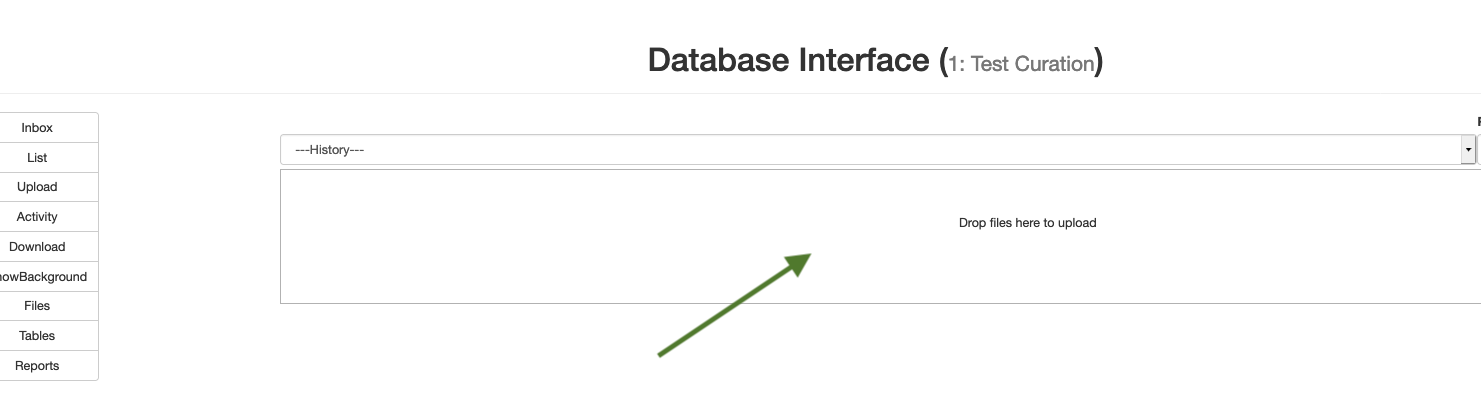 Database Interface (1: Test Curation)
Inbox
List
Upload
Activity
Download
owBackground
Files
Tables
Reports
---History---
Drop files here to upload